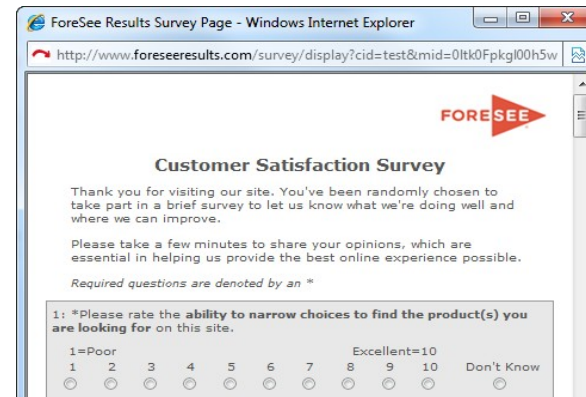 ForeSee Results Survey Page - Windows Internet Explorer
http://www.foreseeresults.com/survey/display?cid=test&mid=0Itk0Fpkgl00h5w
FORESEE
Customer Satisfaction Survey
Thank you for visiting our site. You've been randomly chosen to
take part in a brief survey to let us know what we're doing well and
where we can improve.
Please take a few minutes to share your opinions, which are
essential in helping us provide the best online experience possible.
Required questions are denoted by an *
1: *Please rate the ability to narrow choices to find the product(s) you
are looking for on this site.
1=Poor Excellent=10
1 2 3 4 5 6 7 8 9 10 Don't Know